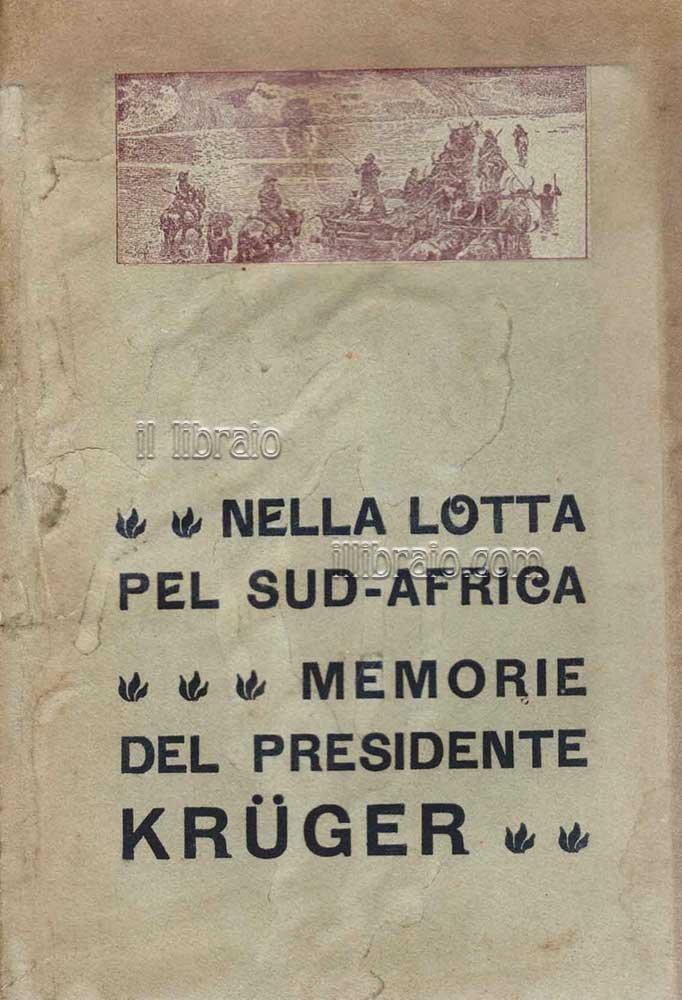 il libraio
NELLA LOTTA
illibraio.com
PEL SUD-AFRICA
MEMORIE
DEL PRESIDENTE
KRÜGER